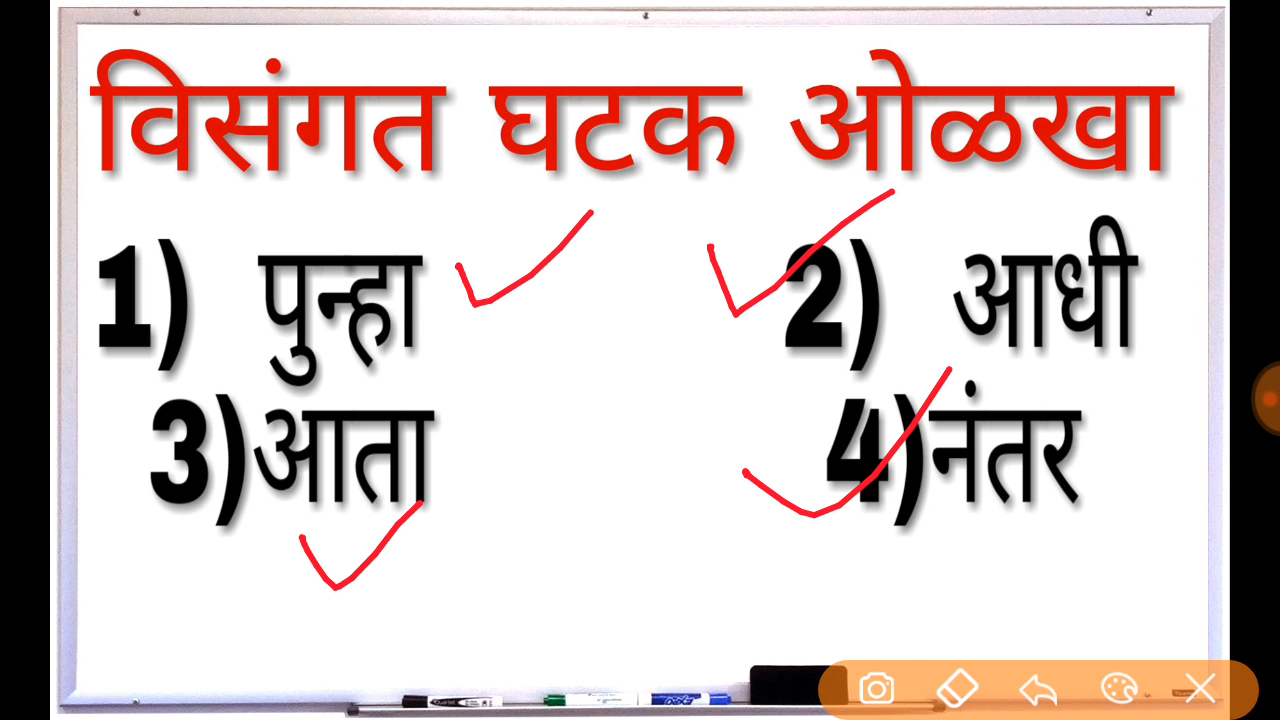 विसंगत घटक ओळखा
1) पुन्हा 2) आधी
3) आता 4) नंतर